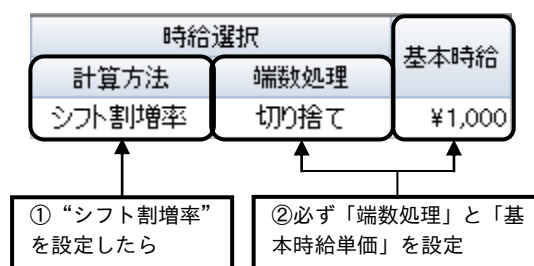 時給選択
基本時給
計算方法
端数処理
シフト割増率
切り捨て
¥1,000
①“シフト割増率”
を設定したら
②必ず「端数処理」と「基
本時給単価」を設定